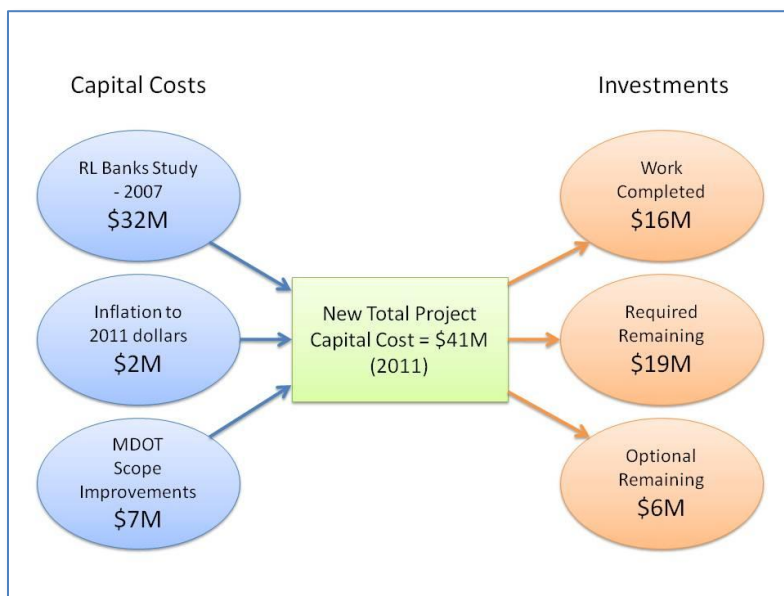 Capital Costs
Investments
RL Banks Study
- 2007
$32M
Inflation to
2011 dollars
$2M
MDOT
Scope
Improvements
$7M
New Total Project
Capital Cost = $41M
(2011)
Work
Completed
$16M
Required
Remaining
$19M
Optional
Remaining
$6M